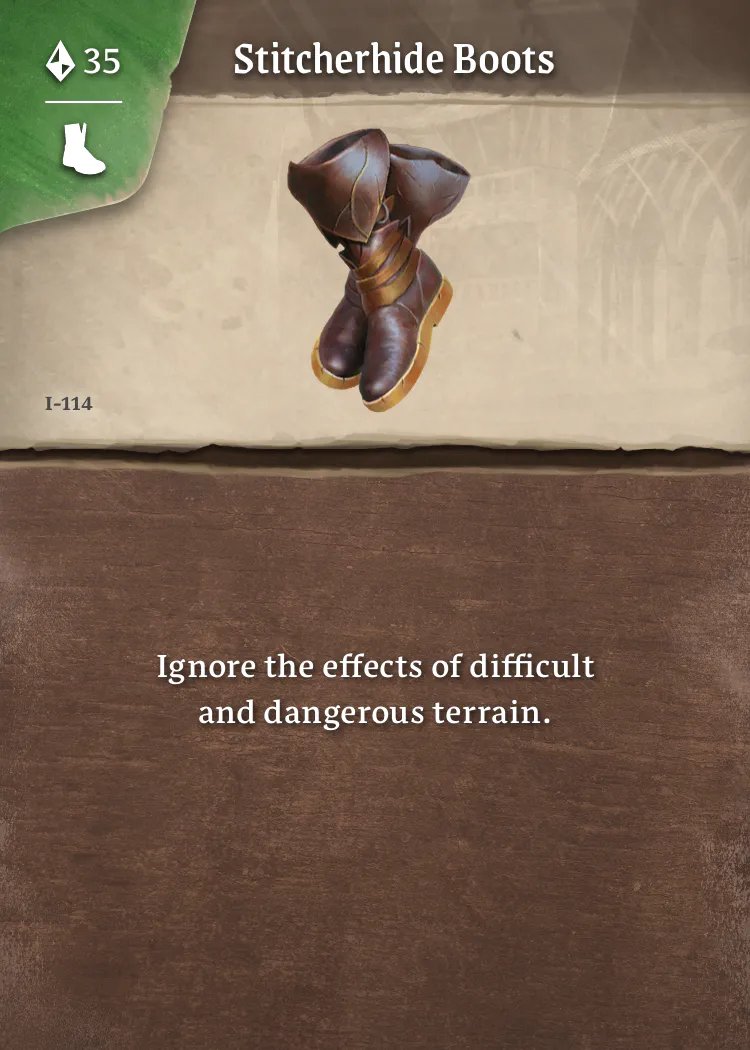 35
Stitcherhide Boots
I-114
Ignore the effects of difficult
and dangerous terrain.